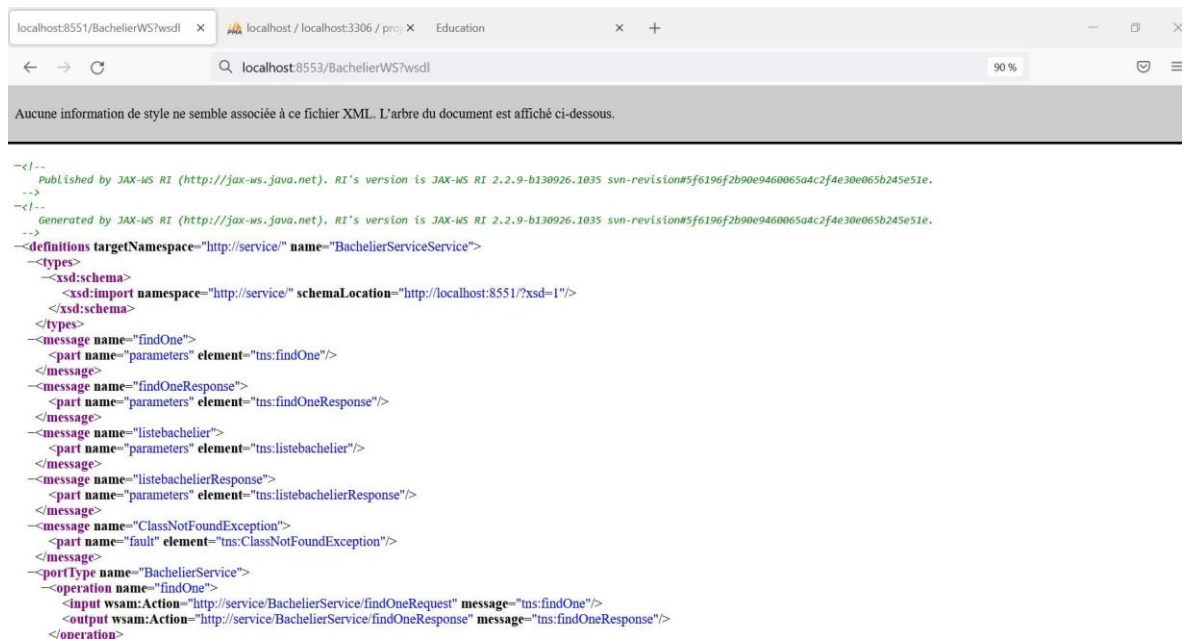 localhost:8551/BachelierWS?wsdl × localhost / localhost:3306 / proj × Education × +
localhost:8553/BachelierWS?wsdl 90 %
Aucune information de style ne semble associée à ce fichier XML. L'arbre du document est affiché ci-dessous.
−<!--
Published by JAX-WS RI (http://jax-ws.java.net). RI's version is JAX-WS RI 2.2.9-b130926.1035 svn-revision#5f6196f2b90e9460065a4c2f4e30e065b245e51e.
-->
−<!--
Generated by JAX-WS RI (http://jax-ws.java.net). RI's version is JAX-WS RI 2.2.9-b130926.1035 svn-revision#5f6196f2b90e9460065a4c2f4e30e065b245e51e.
-->
−<definitions targetNamespace="http://service/" name="BachelierServiceService">
−<types>
−<xsd:schema>
<xsd:import namespace="http://service/" schemaLocation="http://localhost:8551/?xsd=1"/>
</xsd:schema>
</types>
−<message name="findOne">
<part name="parameters" element="tns:findOne"/>
</message>
−<message name="findOneResponse">
<part name="parameters" element="tns:findOneResponse"/>
</message>
−<message name="listebachelier">
<part name="parameters" element="tns:listebachelier"/>
</message>
−<message name="listebachelierResponse">
<part name="parameters" element="tns:listebachelierResponse"/>
</message>
−<message name="ClassNotFoundException">
<part name="fault" element="tns:ClassNotFoundException"/>
</message>
−<portType name="BachelierService">
−<operation name="findOne">
<input wsam:Action="http://service/BachelierService/findOneRequest" message="tns:findOne"/>
<output wsam:Action="http://service/BachelierService/findOneResponse" message="tns:findOneResponse"/>
</operation>